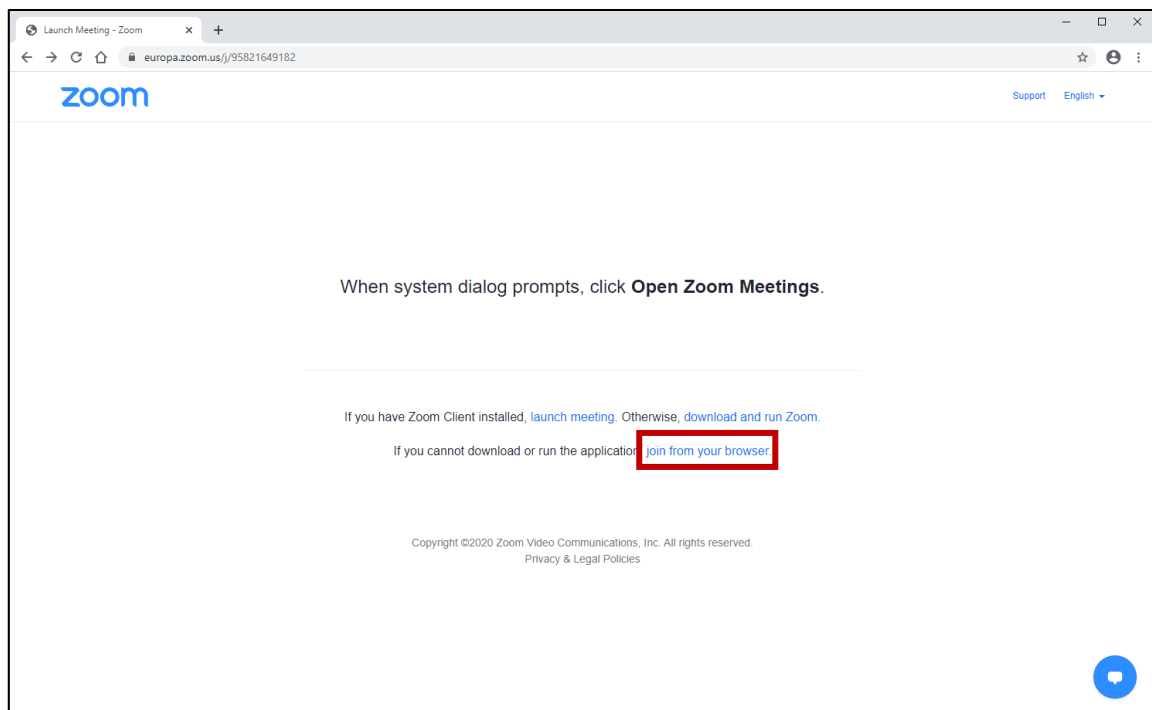 Launch Meeting - Zoom
europa.zoom.us/j/95821649182
zoom
Support English
When system dialog prompts, click Open Zoom Meetings.
If you have Zoom Client installed, launch meeting. Otherwise, download and run Zoom.
If you cannot download or run the application join from your browser.
Copyright ©2020 Zoom Video Communications, Inc. All rights reserved.
Privacy & Legal Policies